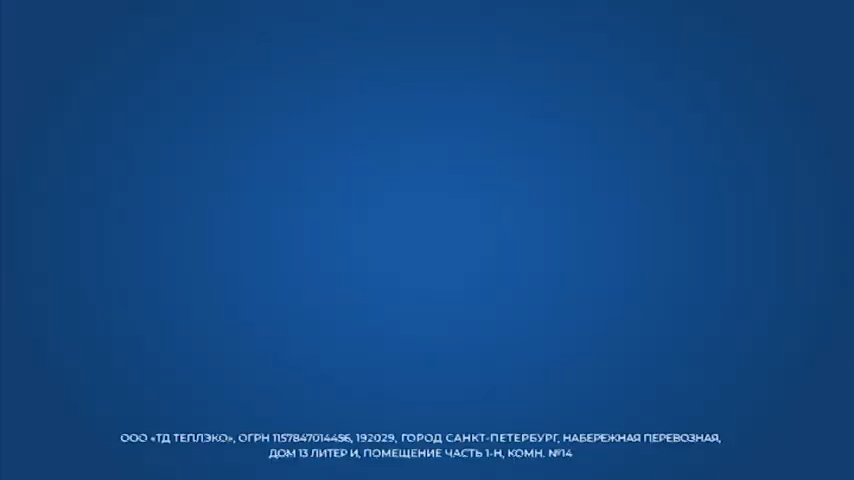 ООО «ТД ТЕПЛЭКО», ОГРН 1157847014456, 192029, ГОРОД САНКТ-ПЕТЕРБУРГ, НАБЕРЕЖНАЯ ПЕРЕВОЗНАЯ,
ДОМ 13 ЛИТЕР И, ПОМЕЩЕНИЕ ЧАСТЬ 1-Н, КОМН. №14